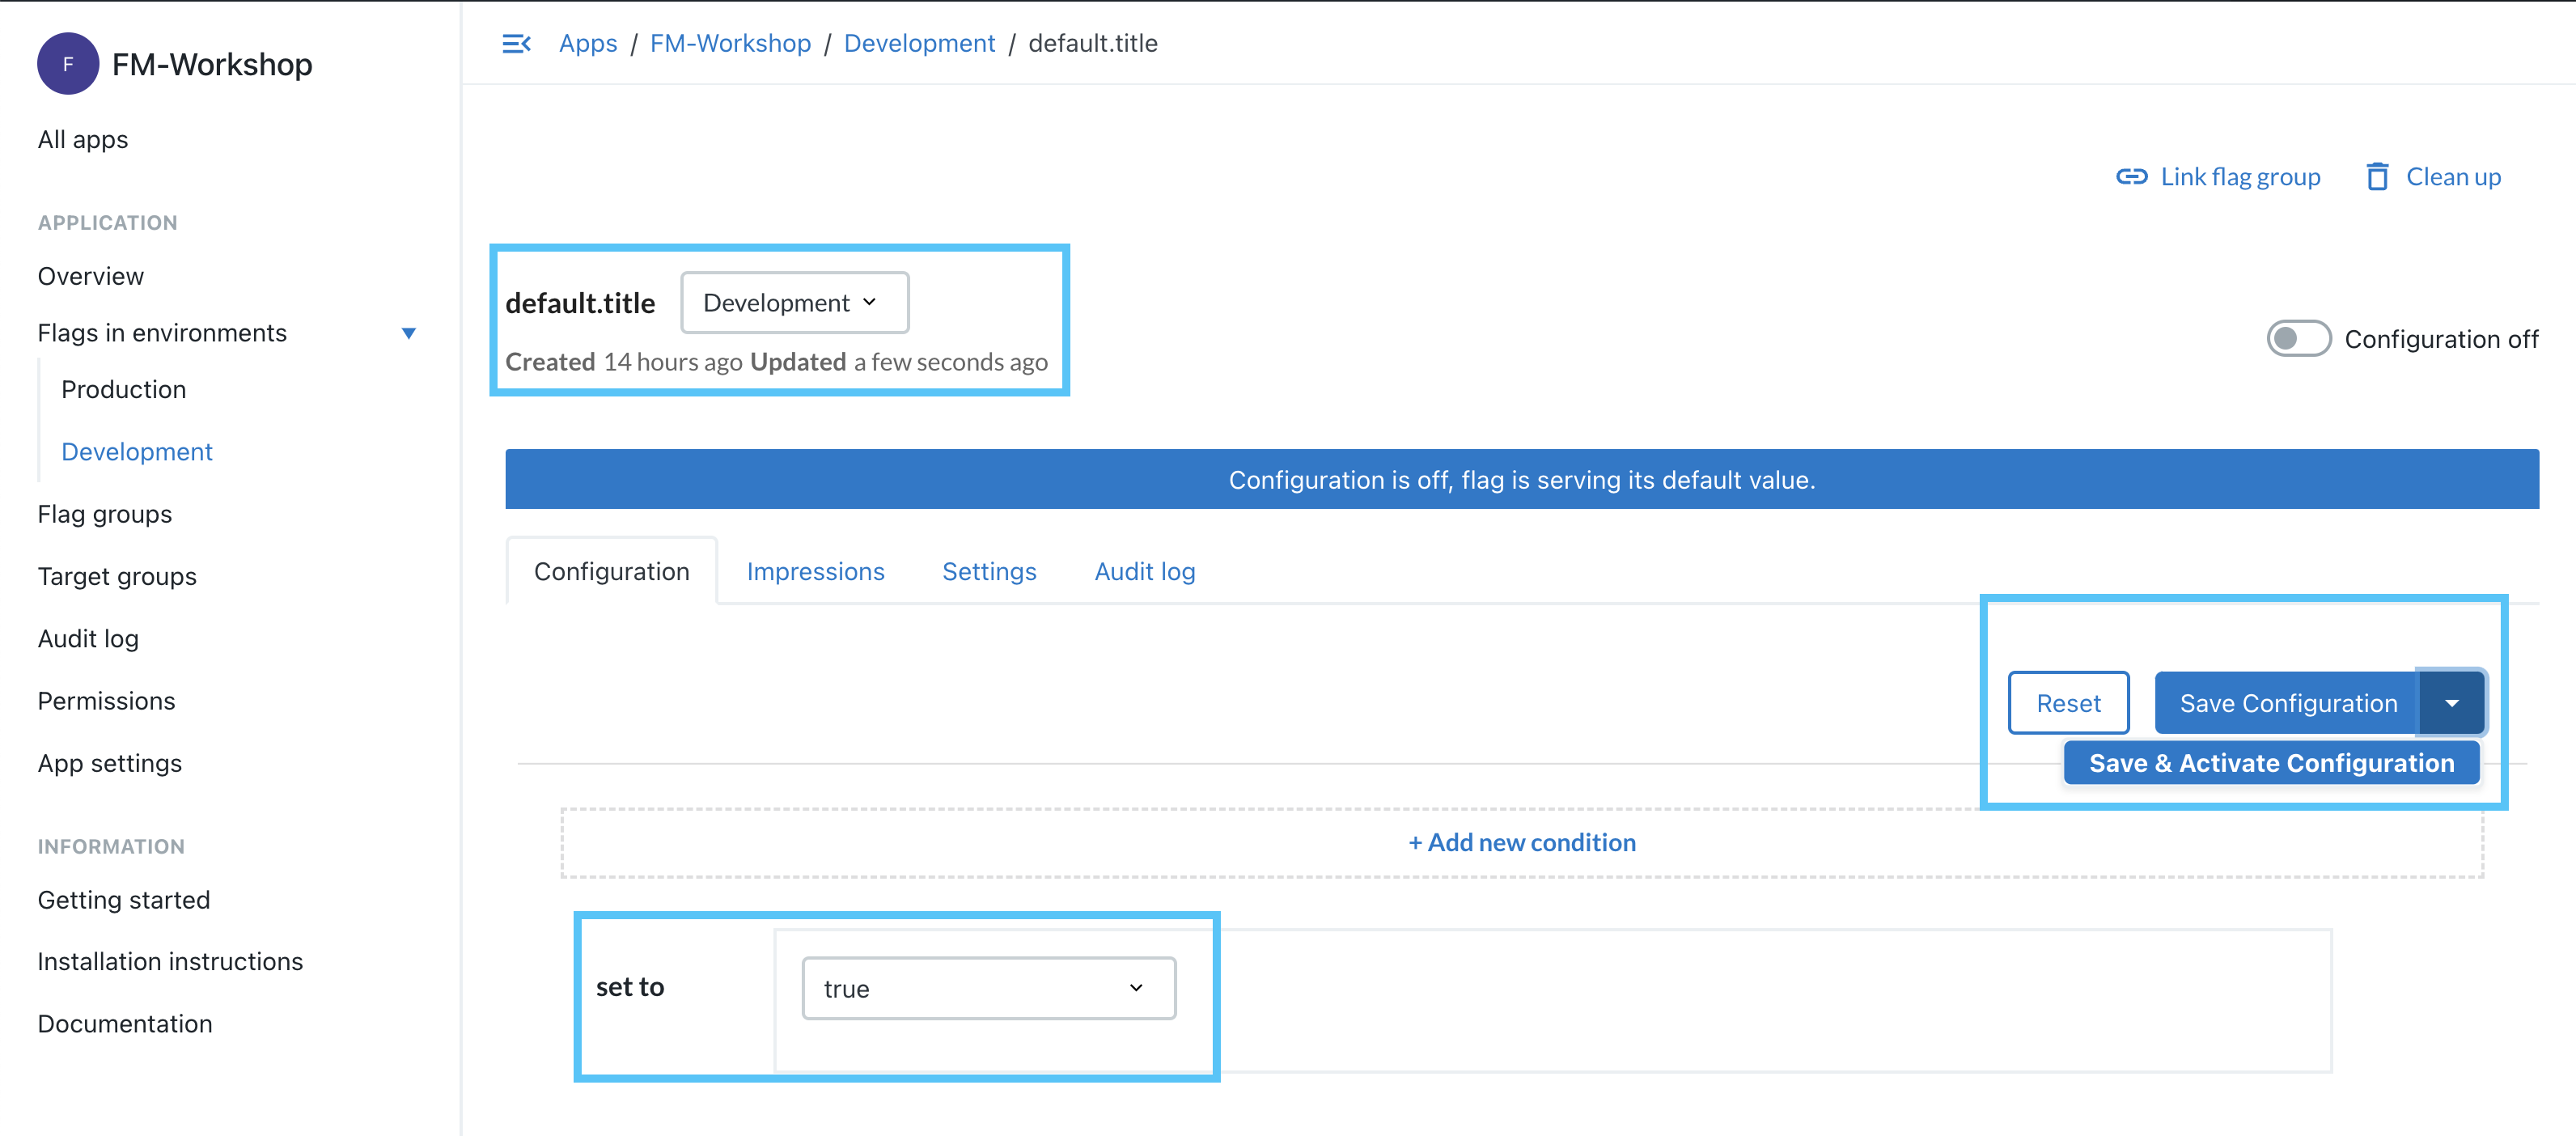 F FM-Workshop
All apps
APPLICATION
Overview
Flags in environments
Production
Development
Flag groups
Target groups
Audit log
Permissions
App settings
INFORMATION
Getting started
Installation instructions
Documentation
Apps / FM-Workshop / Development / default.title
Link flag group Clean up
default.title Development
Created 14 hours ago Updated a few seconds ago
Configuration off
Configuration is off, flag is serving its default value.
Configuration Impressions Settings Audit log
Reset Save Configuration
Save & Activate Configuration
+ Add new condition
set to true